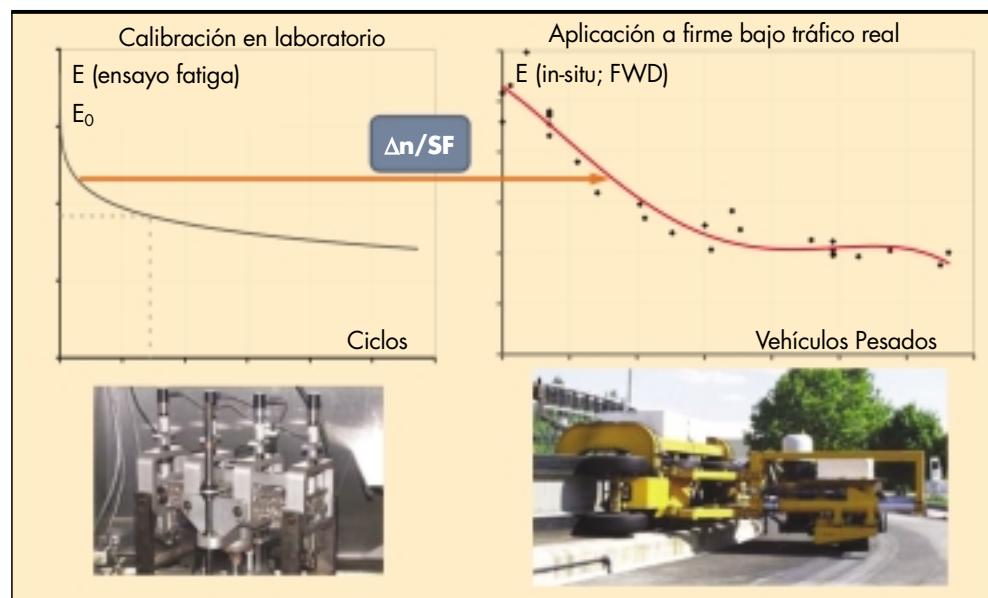 Calibración en laboratorio
E (ensayo fatiga)
E₀
Ciclos
Δn/SF
Aplicación a firme bajo tráfico real
E (in-situ; FWD)
Vehículos Pesados